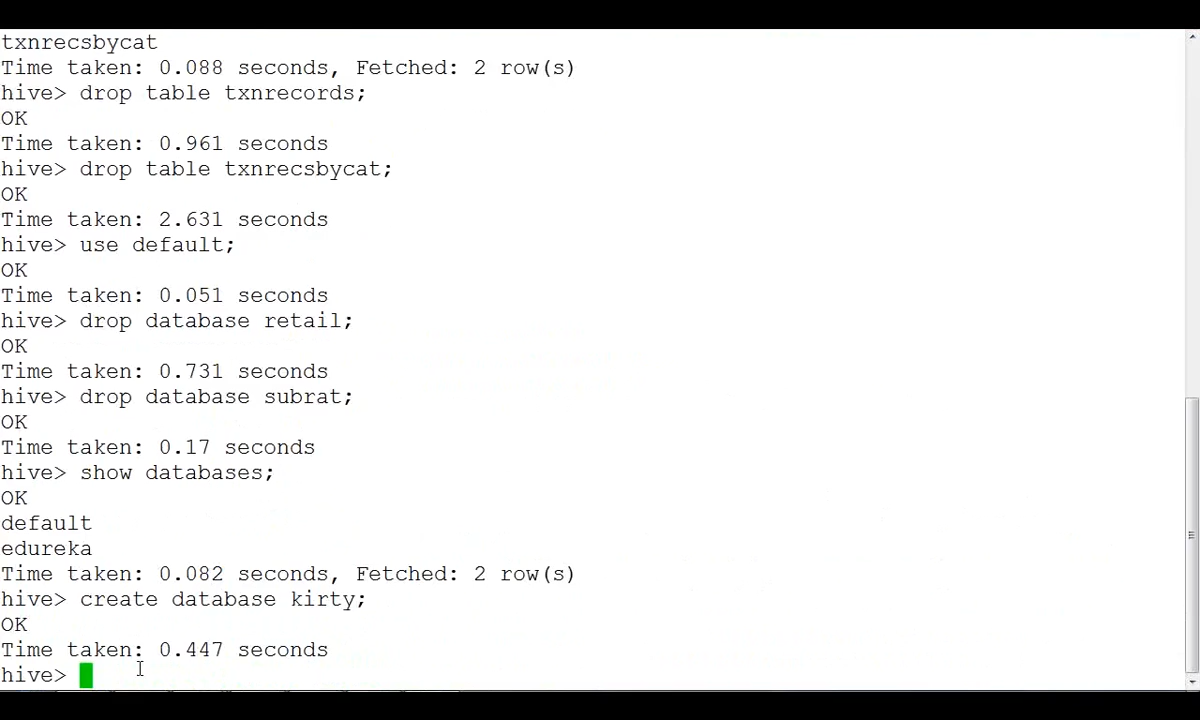 txnrecsbycat
Time taken: 0.088 seconds, Fetched: 2 row(s)
hive> drop table txnrecords;
OK
Time taken: 0.961 seconds
hive> drop table txnrecsbycat;
OK
Time taken: 2.631 seconds
hive> use default;
OK
Time taken: 0.051 seconds
hive> drop database retail;
OK
Time taken: 0.731 seconds
hive> drop database subrat;
OK
Time taken: 0.17 seconds
hive> show databases;
OK
default
edureka
Time taken: 0.082 seconds, Fetched: 2 row(s)
hive> create database kirty;
OK
Time taken: 0.447 seconds
hive>